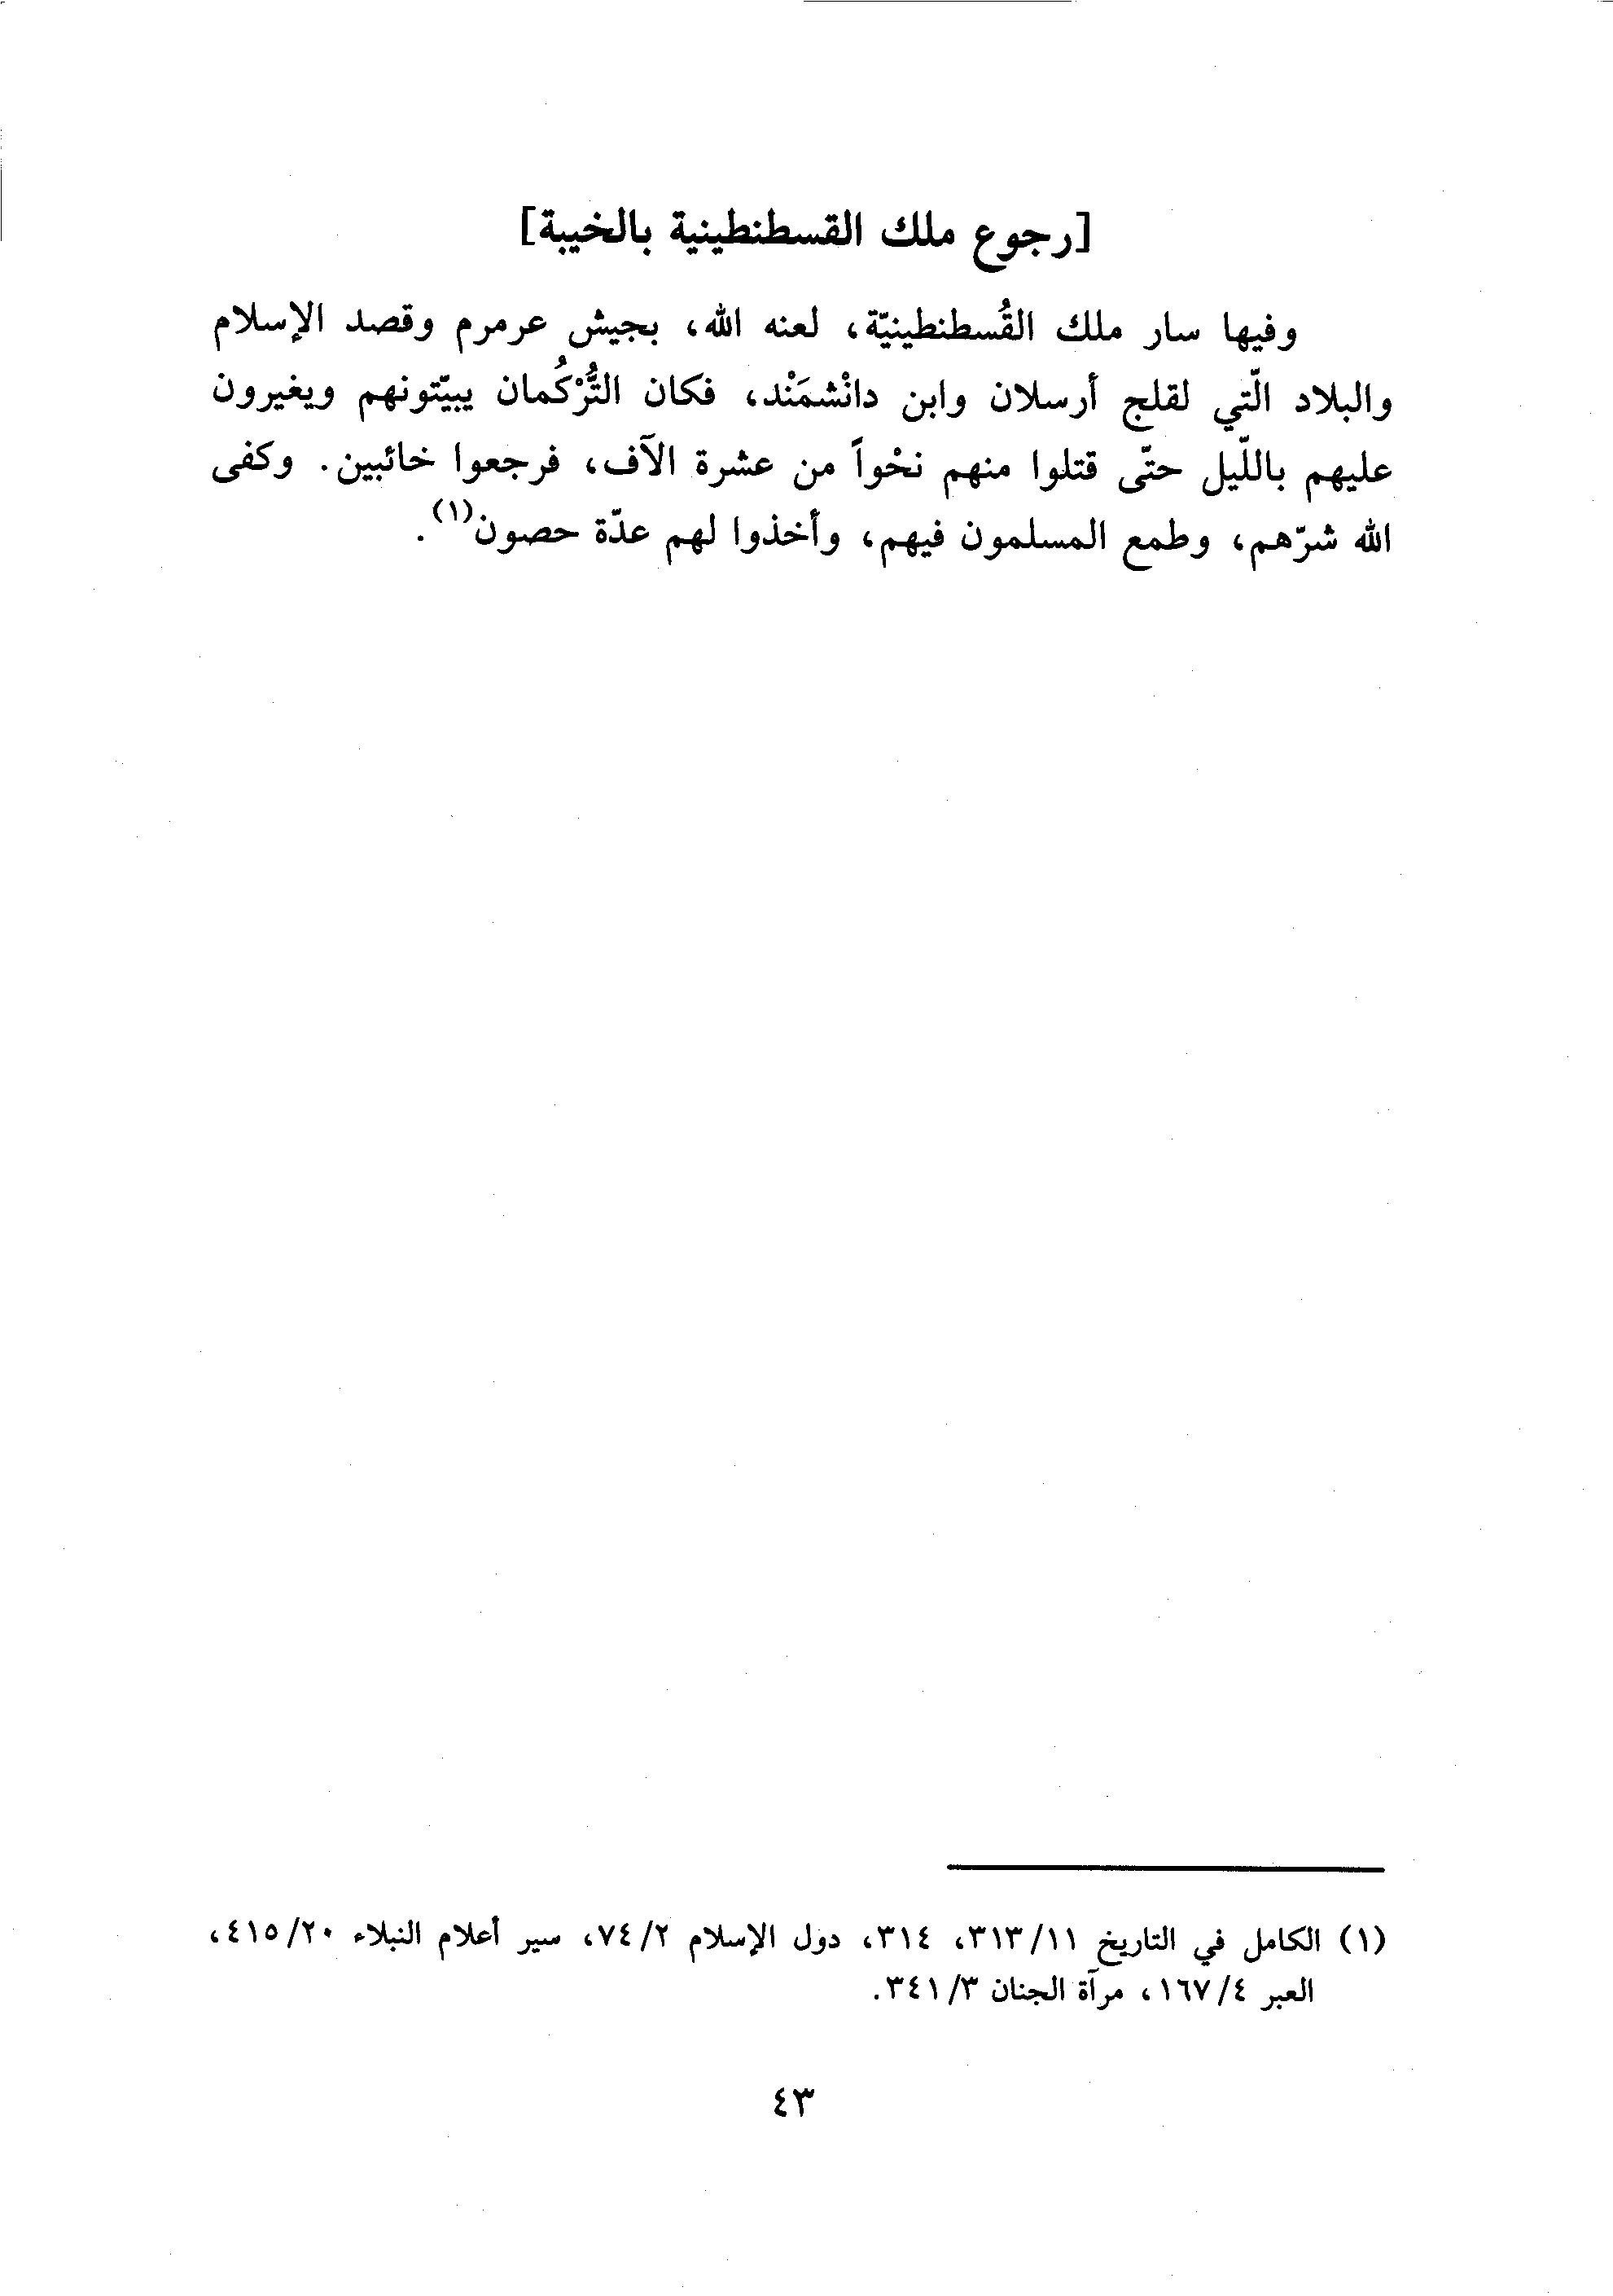 [رجوع ملك القسطنطينية بالخيبة]
وفيها سار ملك القُسطنطينيّة، لعنه الله، بجيش عرمرم وقصد الإسلام
والبلاد الّتي لقلج أرسلان وابن دانْشمَنْد، فكان التُّرْكُمان يبيّتونهم ويغيرون
عليهم باللّيل حتّى قتلوا منهم نحْواً من عشرة الآف، فرجعوا خائبين. وكفى
الله شرّهم، وطمع المسلمون فيهم، وأخذوا لهم عدّة حصون(١).
(١) الكامل في التاريخ ٣١٣/١١، ٣١٤، دول الإسلام ٧٤/٢، سير أعلام النبلاء ٤١٥/٢٠،
العبر ١٦٧/٤، مرآة الجنان ٣٤١/٣.
٤٣